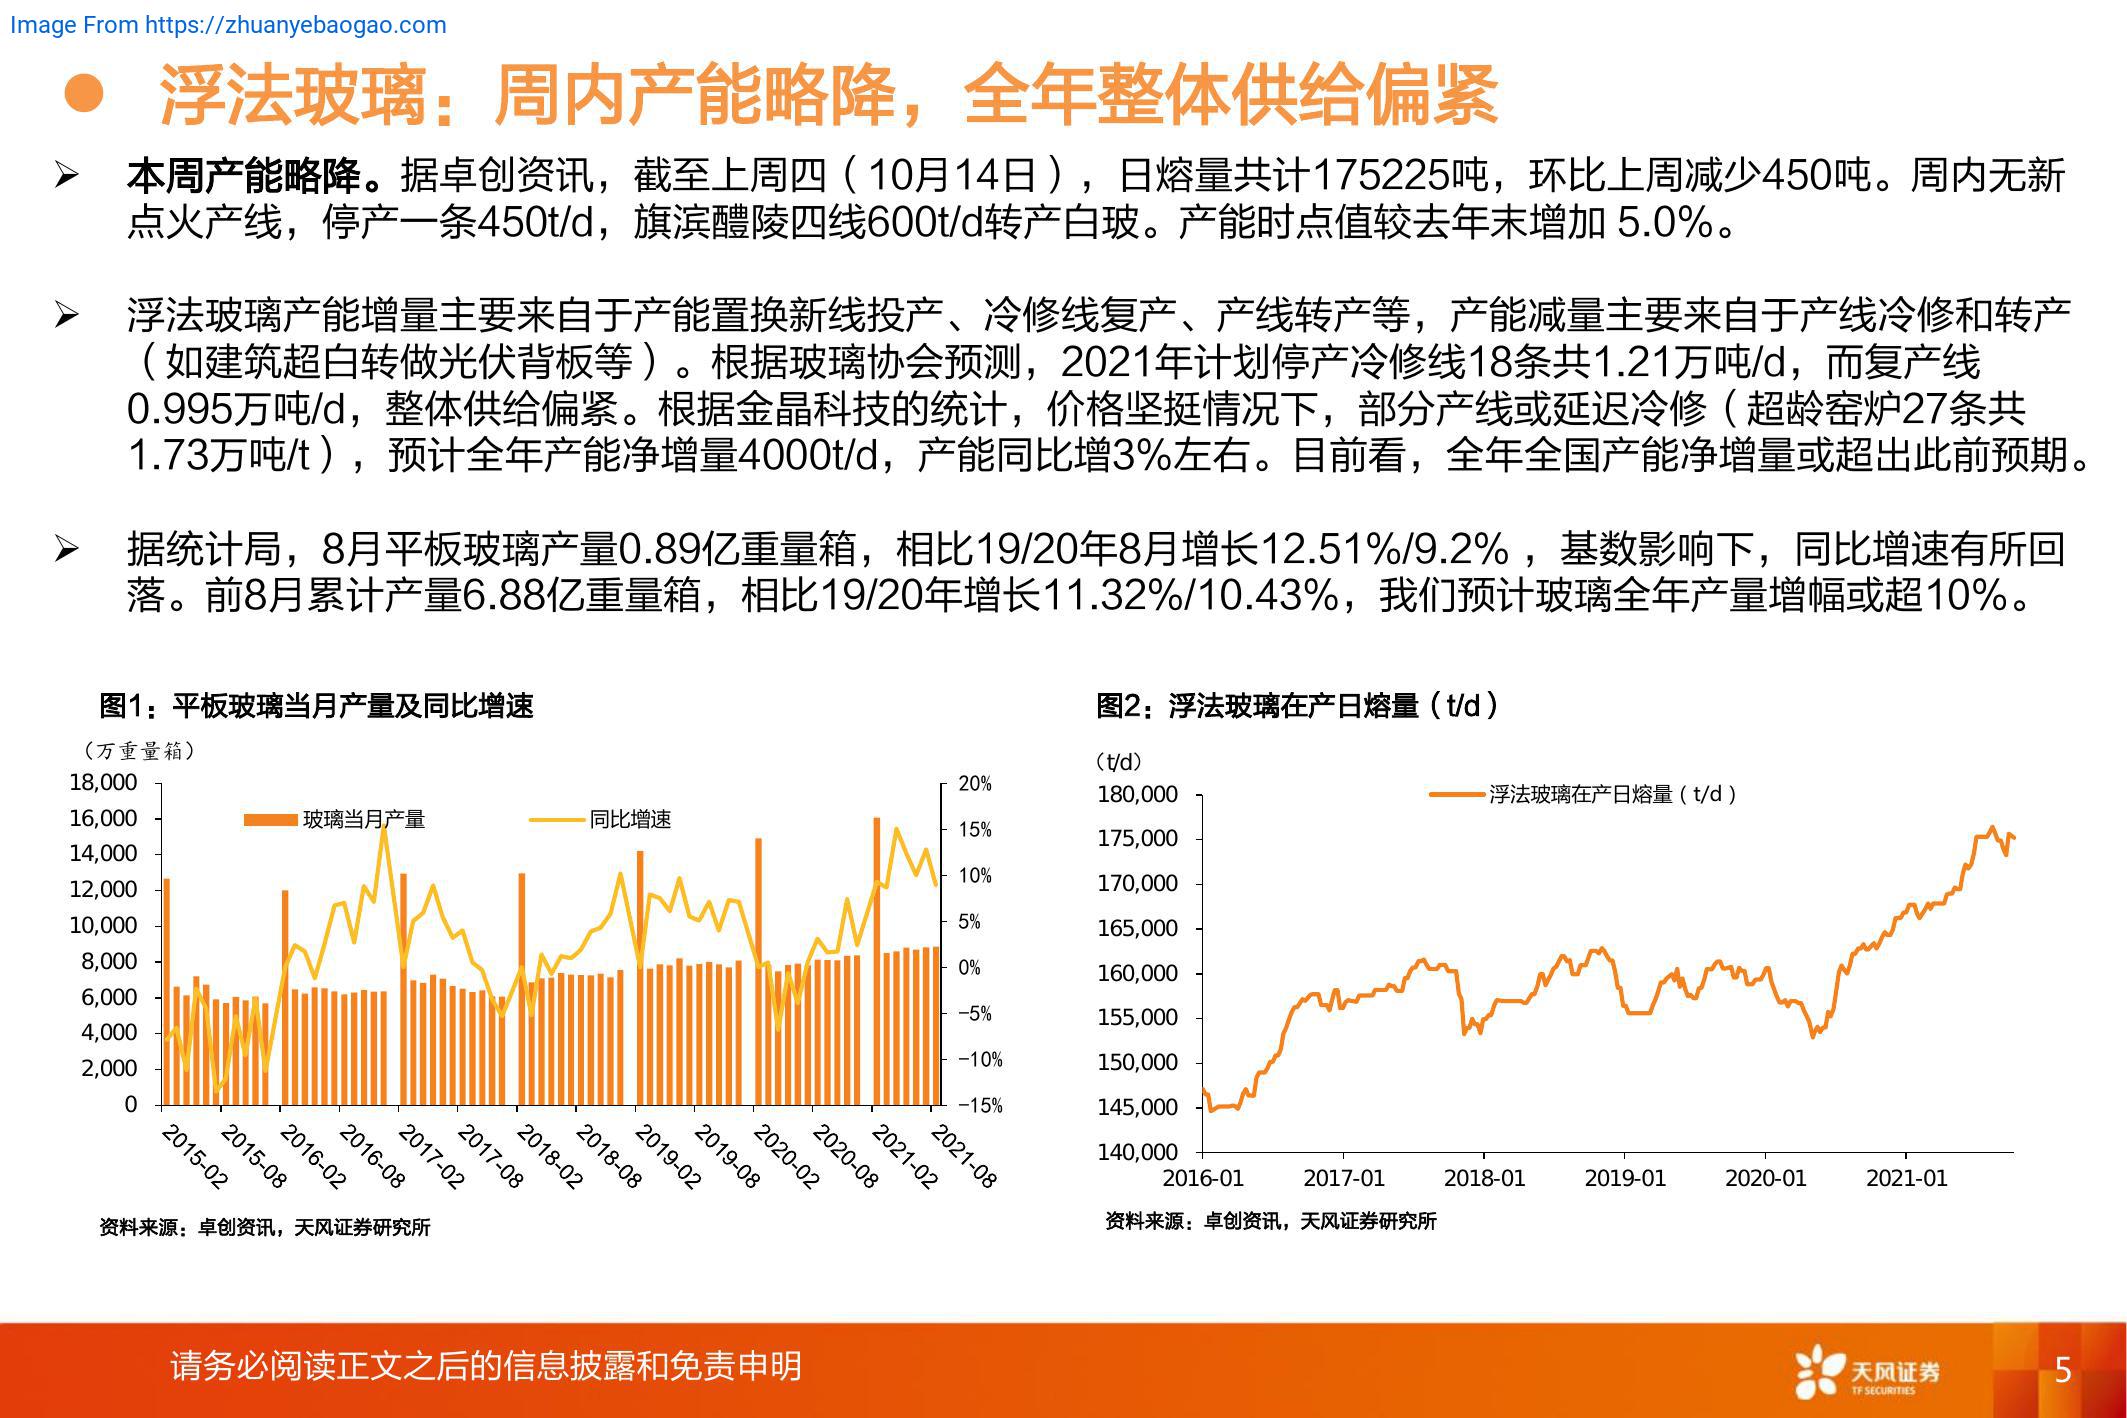 Image From https://zhuanyebaogao.com
● 浮法玻璃：周内产能略降，全年整体供给偏紧
➢ 本周产能略降。据卓创资讯，截至上周四（10月14日），日熔量共计175225吨，环比上周减少450吨。周内无新
点火产线，停产一条450t/d，旗滨醴陵四线600t/d转产白玻。产能时点值较去年末增加 5.0%。
➢ 浮法玻璃产能增量主要来自于产能置换新线投产、冷修线复产、产线转产等，产能减量主要来自于产线冷修和转产
（如建筑超白转做光伏背板等）。根据玻璃协会预测，2021年计划停产冷修线18条共1.21万吨/d，而复产线
0.995万吨/d，整体供给偏紧。根据金晶科技的统计，价格坚挺情况下，部分产线或延迟冷修（超龄窑炉27条共
1.73万吨/t），预计全年产能净增量4000t/d，产能同比增3%左右。目前看，全年全国产能净增量或超出此前预期。
➢ 据统计局，8月平板玻璃产量0.89亿重量箱，相比19/20年8月增长12.51%/9.2% ，基数影响下，同比增速有所回
落。前8月累计产量6.88亿重量箱，相比19/20年增长11.32%/10.43%，我们预计玻璃全年产量增幅或超10%。
图1：平板玻璃当月产量及同比增速
（万重量箱）
玻璃当月产量
同比增速
18,000
16,000
14,000
12,000
10,000
8,000
6,000
4,000
2,000
0
20%
15%
10%
5%
0%
-5%
-10%
-15%
2015-02
2015-08
2016-02
2016-08
2017-02
2017-08
2018-02
2018-08
2019-02
2019-08
2020-02
2020-08
2021-02
2021-08
资料来源：卓创资讯，天风证券研究所
图2：浮法玻璃在产日熔量（t/d）
（t/d）
浮法玻璃在产日熔量（t/d）
180,000
175,000
170,000
165,000
160,000
155,000
150,000
145,000
140,000
2016-01
2017-01
2018-01
2019-01
2020-01
2021-01
资料来源：卓创资讯，天风证券研究所
请务必阅读正文之后的信息披露和免责申明
天风证券
TF SECURITIES
5